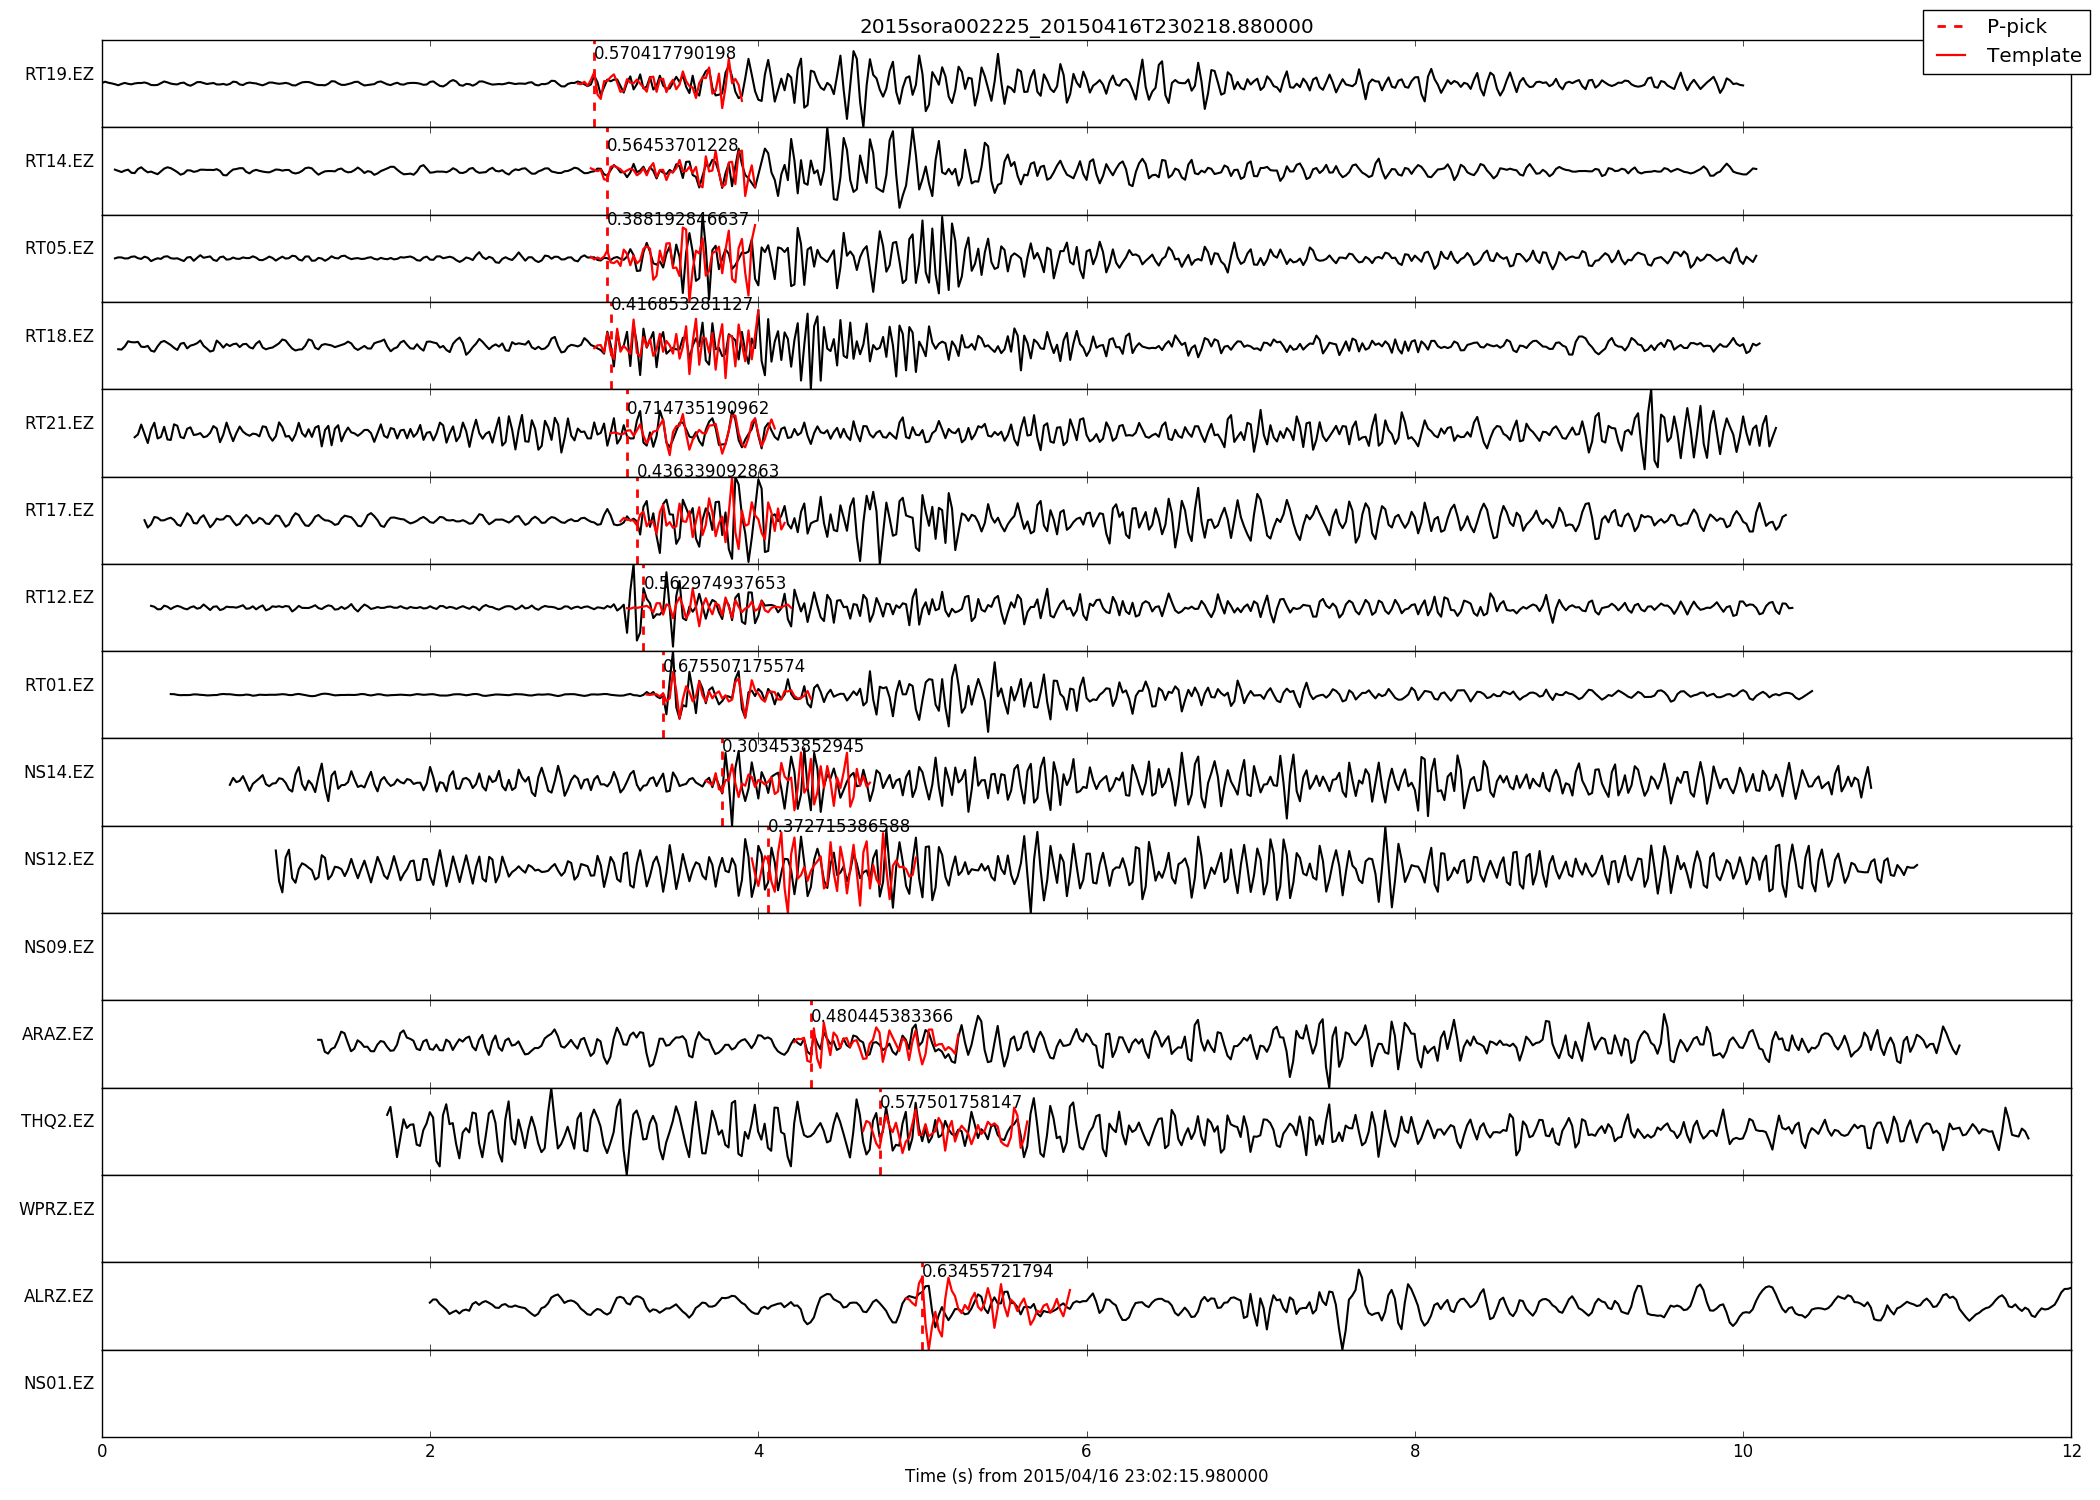 2015sora002225_20150416T230218.880000
P-pick
Template
RT19.EZ
0.570417790198
RT14.EZ
0.56453701228
RT05.EZ
0.388192846637
RT18.EZ
0.416853281127
RT21.EZ
0.714735190962
RT17.EZ
0.436339092863
RT12.EZ
0.562974937653
RT01.EZ
0.675507175574
NS14.EZ
0.303453852945
NS12.EZ
0.372715386588
NS09.EZ
ARAZ.EZ
0.480445383366
THQ2.EZ
0.577501758147
WPRZ.EZ
ALRZ.EZ
0.63455721794
NS01.EZ
0 2 4 6 8 10 12
Time (s) from 2015/04/16 23:02:15.980000